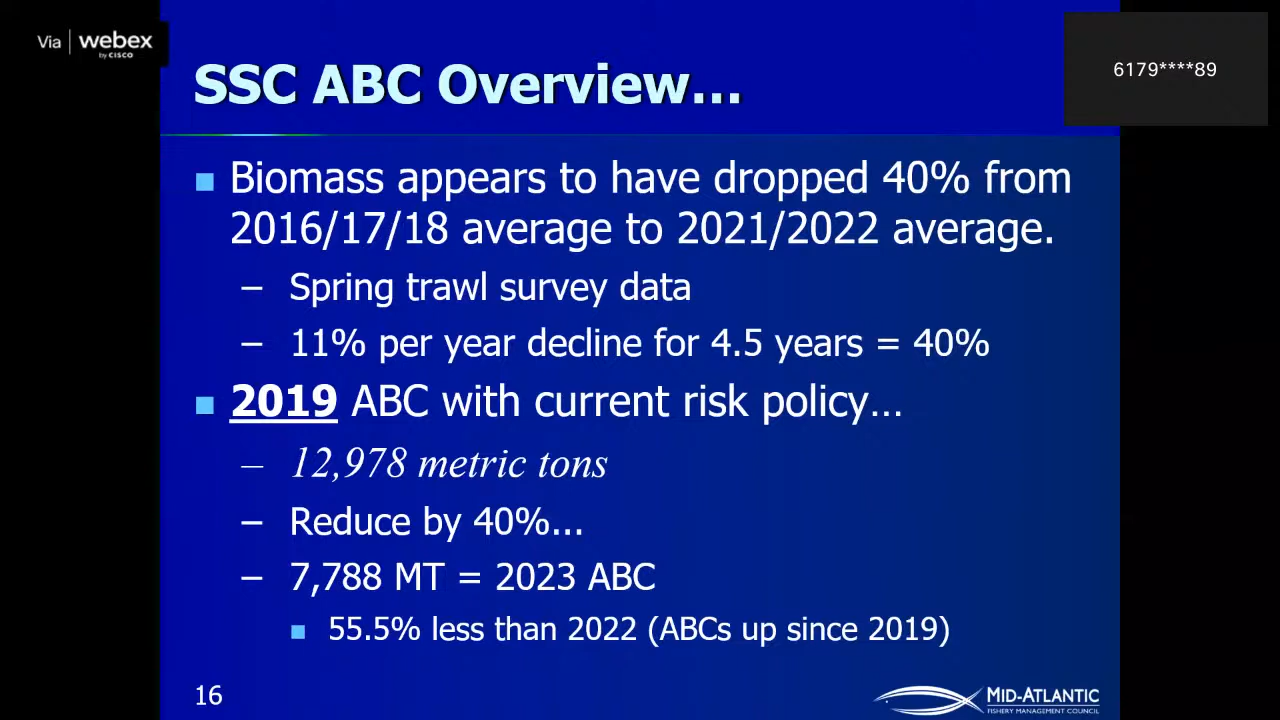 Via | webex
by CISCO
6179****89
SSC ABC Overview...
Biomass appears to have dropped 40% from
2016/17/18 average to 2021/2022 average.
– Spring trawl survey data
– 11% per year decline for 4.5 years = 40%
2019 ABC with current risk policy...
– 12,978 metric tons
– Reduce by 40%...
– 7,788 MT = 2023 ABC
55.5% less than 2022 (ABCs up since 2019)
16
MID-ATLANTIC
FISHERY MANAGEMENT COUNCIL